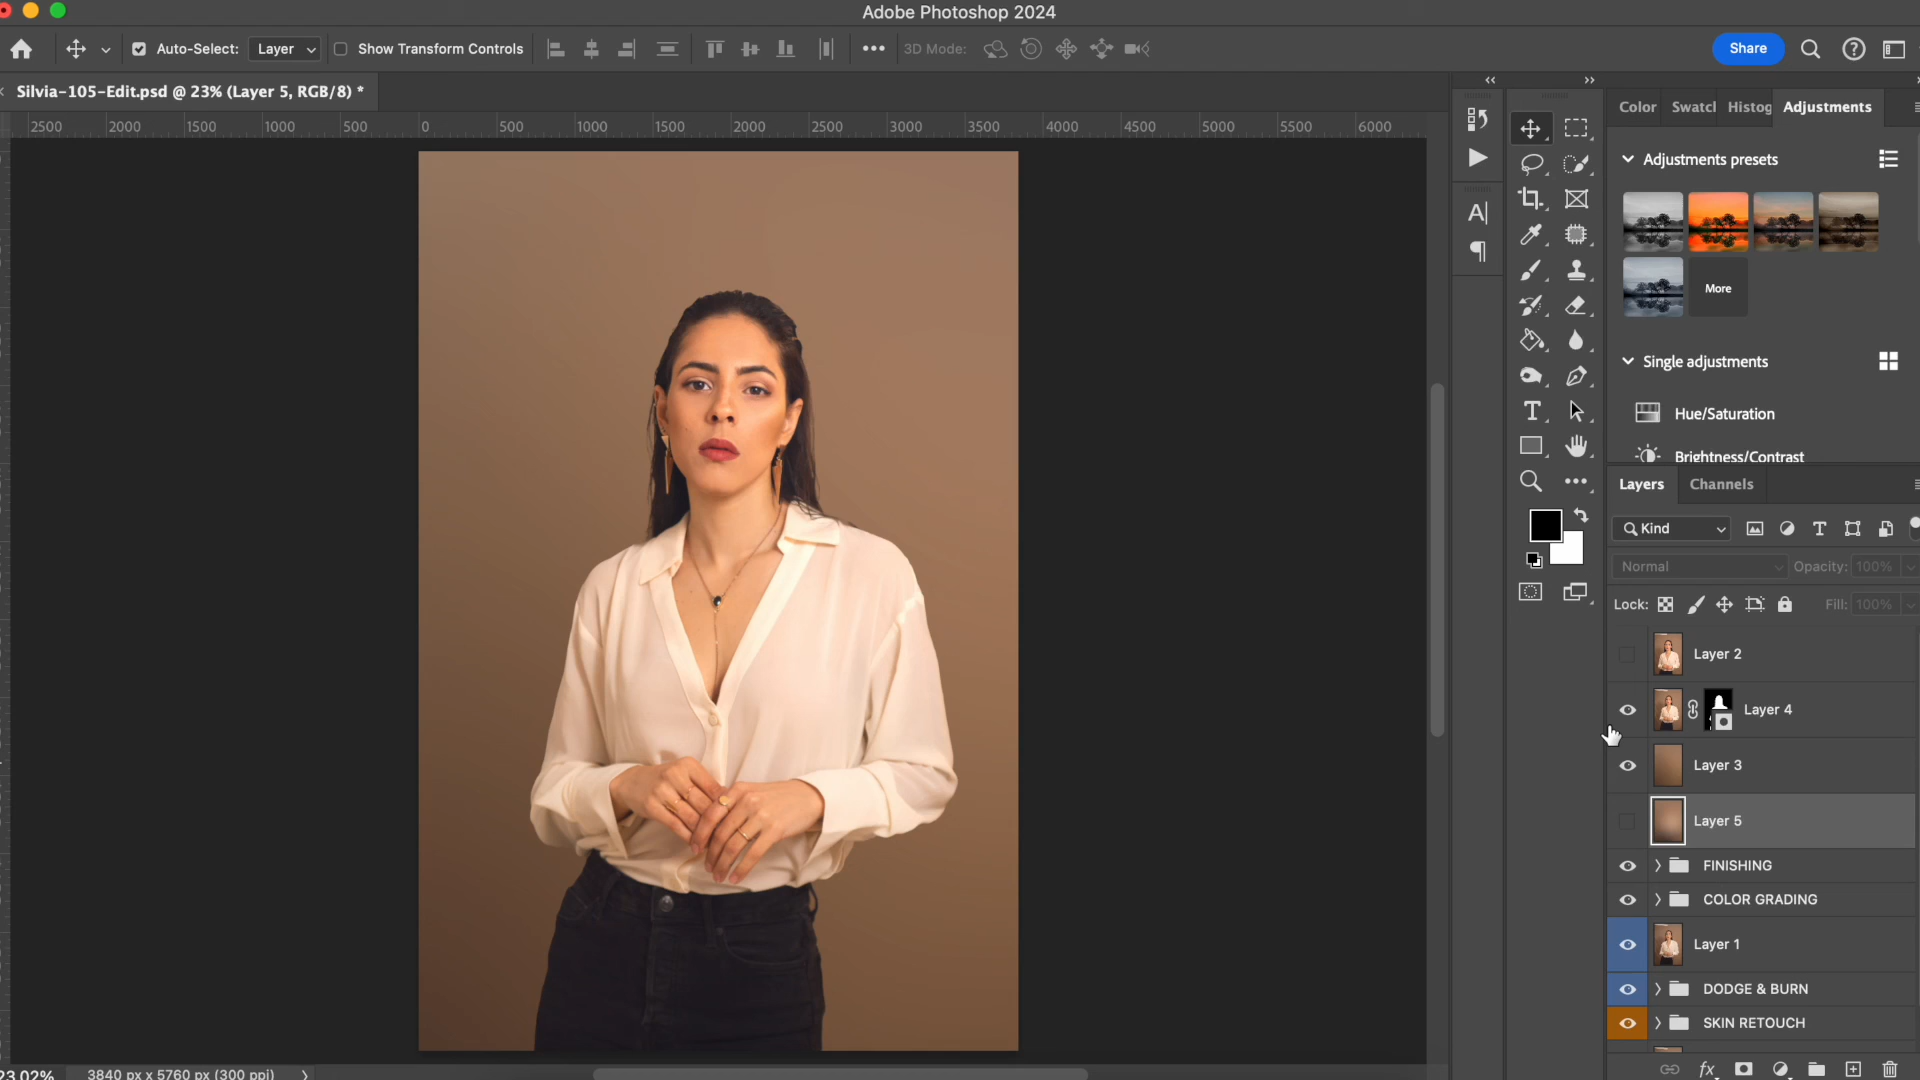 Adobe Photoshop 2024
Auto-Select: Layer Show Transform Controls ••• 3D Mode: Share
Silvia-105-Edit.psd @ 23% (Layer 5, RGB/8) *
2500 2000 1500 1000 500 0 500 1000 1500 2000 2500 3000 3500 4000 4500 5000 5500 6000
Color Swatcl Histog Adjustments
Adjustments presets
More
Single adjustments
Hue/Saturation
Brightness/Contrast
Layers Channels
Kind
Normal Opacity: 100%
Lock: Fill: 100%
Layer 2
Layer 4
Layer 3
Layer 5
FINISHING
COLOR GRADING
Layer 1
DODGE & BURN
SKIN RETOUCH
23.02% 3840 px x 5760 px (300 ppi)